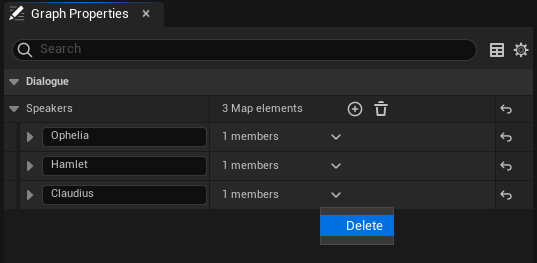 Graph Properties
Search
Dialogue
Speakers 3 Map elements
Ophelia 1 members
Hamlet 1 members
Claudius 1 members
Delete